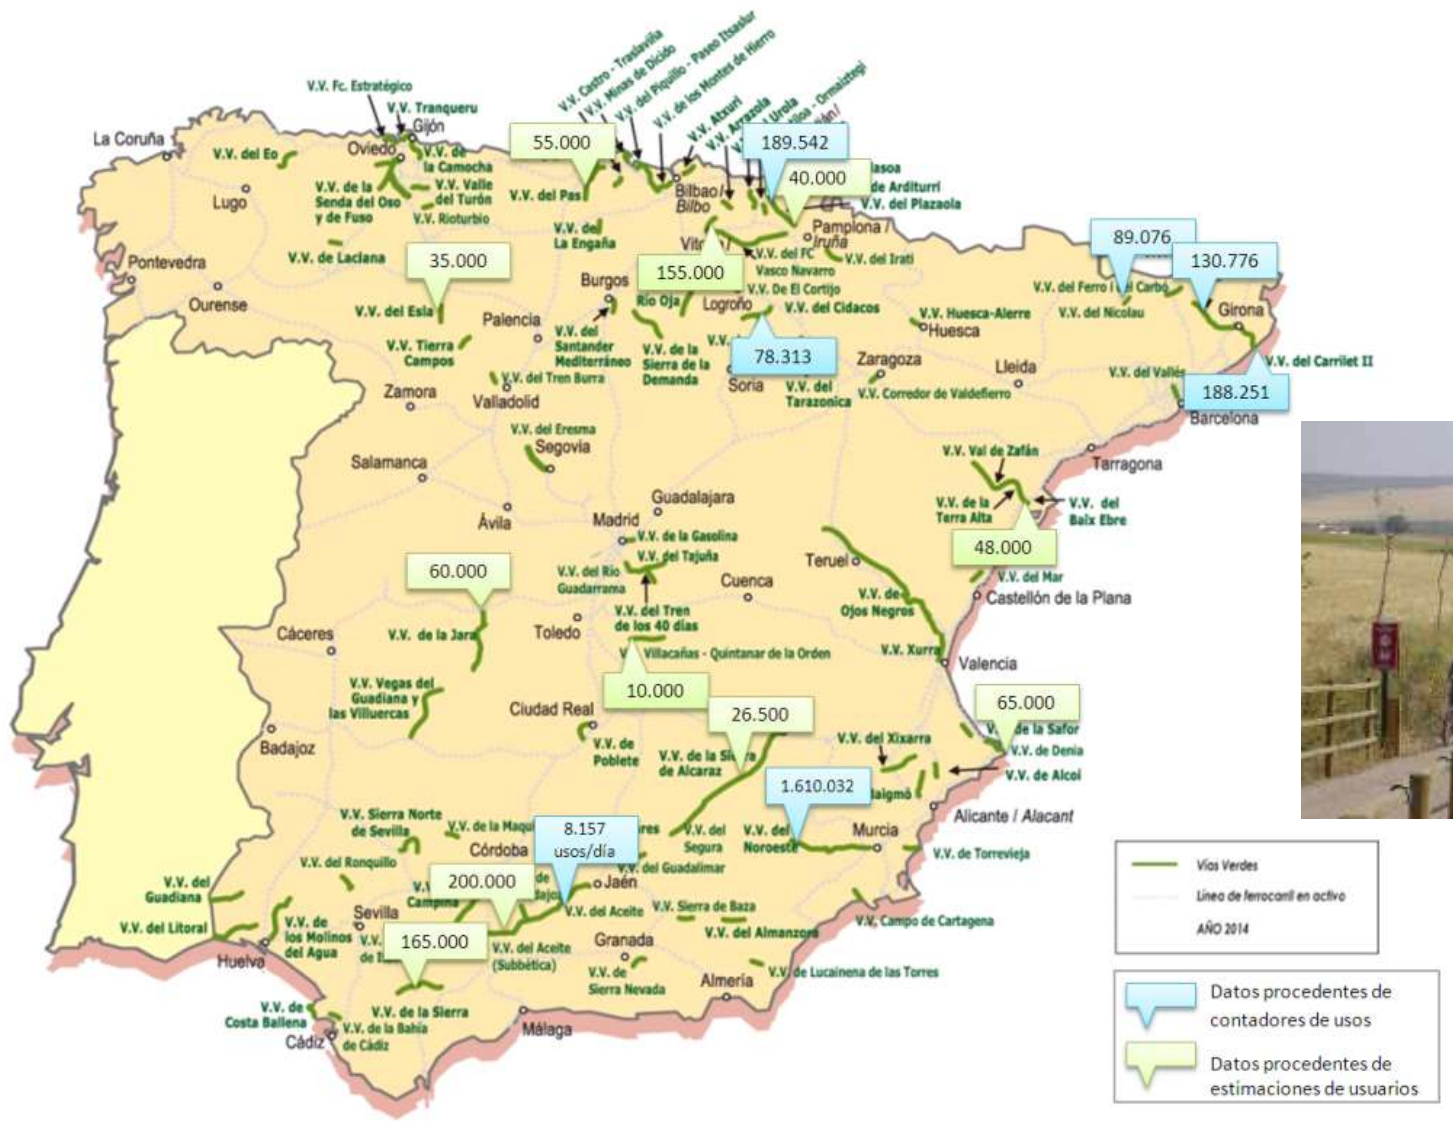 V.V. Castro - Traslaviña
V.V. Minas de Dícido
V.V. del Piquillo - Paseo Itsaslur
V.V. de los Montes de Hierro
V.V. Atxuri
V.V. Arrazola
Urola
Ormaiztegi
V.V. Fc. Estratégico
V.V. Tranqueru
Gijón
La Coruña
V.V. del Eo
Oviedo
V.V. de
la Camocha
55.000
189.542
40.000
de Arditurri
V.V. del Plazaola
Lugo
V.V. de la
Senda del Oso
y de Fuso
V.V. Valle
del Turón
V.V. Rioturbio
V.V. del Pas
Bilbao /
Bilbo
V.V. de
La Engaña
Pamplona /
Iruña
V.V. del Irati
V.V. del FC
Vasco Navarro
89.076
130.776
V.V. de Laciana
Pontevedra
Ourense
35.000
155.000
Burgos
Río Oja
Logroño
V.V. De El Cortijo
V.V. del Cidacos
V.V. del Ferro i del Carbó
V.V. del Nicolau
Girona
V.V. del Esla
Palencia
V.V. Tierra
Campos
V.V. del
Santander
Mediterráneo
V.V. de la
Sierra de la
Demanda
78.313
Soria
V.V. Huesca-Alerre
Huesca
V.V. del Carrilet II
V.V. del Tren Burra
Valladolid
Zamora
V.V. del
Tarazonica
Zaragoza
V.V. Corredor de Valdefierro
Lleida
V.V. del Vallés
188.251
Barcelona
V.V. del Eresma
Segovia
Salamanca
Ávila
V.V. Val de Zafán
Tarragona
V.V. de la
Terra Alta
V.V. del
Baix Ebre
48.000
Guadalajara
Madrid
V.V. de la Gasolina
V.V. del Tajuña
V.V. del Río
Guadarrama
Cuenca
Teruel
V.V. del Mar
Castellón de la Plana
60.000
V.V. del Tren
de los 40 días
V.V. de
Ojos Negros
Cáceres
V.V. de la Jara
Toledo
Villacañas - Quintanar de la Orden
V.V. Xurra
Valencia
V.V. Vegas del
Guadiana y
las Villuercas
10.000
26.500
65.000
Badajoz
Ciudad Real
V.V. de
Poblete
V.V. de la Sierra
de Alcaraz
V.V. del Xixarra
de la Safor
V.V. de Denia
V.V. de Alcoi
1.610.032
Maigmó
Alicante / Alacant
V.V. Sierra Norte
de Sevilla
V.V. de la Maqui
Córdoba
8.157
usos/día
V.V. del
Segura
V.V. del
Noroeste
Murcia
V.V. de Torrevieja
V.V. del Ronquillo
V.V. del Guadalimar
V.V. del
Guadiana
200.000
Campiña
Jaén
V.V. del Aceite
V.V. Sierra de Baza
V.V. Campo de Cartagena
V.V. del Litoral
V.V. de
los Molinos
del Agua
Sevilla
165.000
V.V. del Aceite
(Subbética)
Granada
V.V. del Almanzora
Huelva
V.V. de
Sierra Nevada
Almería
V.V. de Lucainena de las Torres
V.V. de
Costa Ballena
V.V. de la Sierra
V.V. de la Bahía
de Cádiz
Cádiz
Málaga
Vías Verdes
Línea de ferrocarril en activo
AÑO 2014
Datos procedentes de
contadores de usos
Datos procedentes de
estimaciones de usuarios